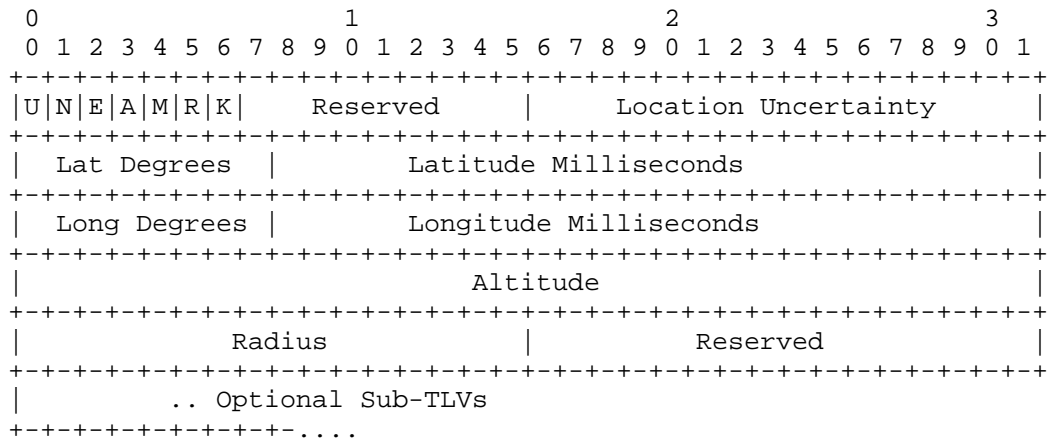 0                   1                   2                   3
 0 1 2 3 4 5 6 7 8 9 0 1 2 3 4 5 6 7 8 9 0 1 2 3 4 5 6 7 8 9 0 1
+-+-+-+-+-+-+-+-+-+-+-+-+-+-+-+-+-+-+-+-+-+-+-+-+-+-+-+-+-+-+-+-+
|U|N|E|A|M|R|K|    Reserved   |     Location Uncertainty      |
+-+-+-+-+-+-+-+-+-+-+-+-+-+-+-+-+-+-+-+-+-+-+-+-+-+-+-+-+-+-+-+-+
|  Lat Degrees  |        Latitude Milliseconds                  |
+-+-+-+-+-+-+-+-+-+-+-+-+-+-+-+-+-+-+-+-+-+-+-+-+-+-+-+-+-+-+-+-+
|  Long Degrees |        Longitude Milliseconds                 |
+-+-+-+-+-+-+-+-+-+-+-+-+-+-+-+-+-+-+-+-+-+-+-+-+-+-+-+-+-+-+-+-+
|                            Altitude                           |
+-+-+-+-+-+-+-+-+-+-+-+-+-+-+-+-+-+-+-+-+-+-+-+-+-+-+-+-+-+-+-+-+
|             Radius            |          Reserved             |
+-+-+-+-+-+-+-+-+-+-+-+-+-+-+-+-+-+-+-+-+-+-+-+-+-+-+-+-+-+-+-+-+
|         .. Optional Sub-TLVs
+-+-+-+-+-+-+-+-+-....